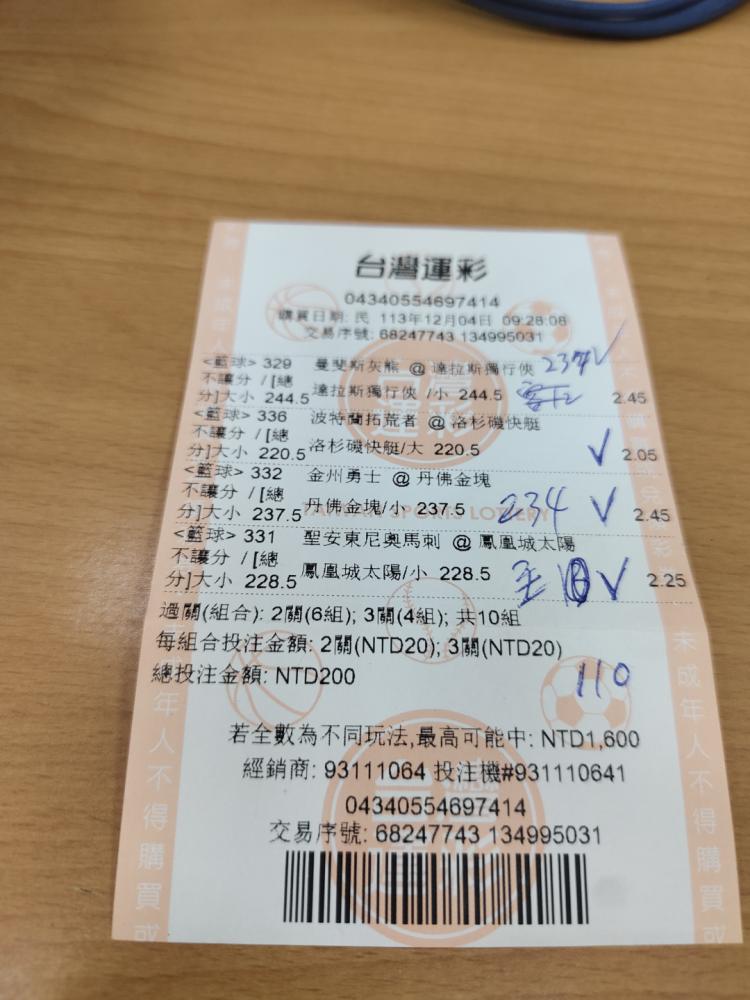 台灣運彩
04340554697414
購買日期: 民 113年12月04日 09:28:08
交易序號: 68247743 134995031
<籃球> 329 曼斐斯灰熊 @ 達拉斯獨行俠
不讓分 /[總 達拉斯獨行俠 /小 244.5
分]大小 244.5 2.45
<籃球> 336 波特蘭拓荒者 @ 洛杉磯快艇
不讓分 /[總 洛杉磯快艇/大 220.5
分]大小 220.5 2.05
<籃球> 332 金州勇士 @ 丹佛金塊 234
不讓分 /[總 丹佛金塊/小 237.5
分]大小 237.5 2.45
<籃球> 331 聖安東尼奧馬刺 @ 鳳凰城太陽
不讓分 /[總 鳳凰城太陽/小 228.5
分]大小 228.5 2.25
過關(組合): 2關(6組); 3關(4組); 共10組
每組合投注金額: 2關(NTD20); 3關(NTD20)
總投注金額: NTD200
110
若全數為不同玩法,最高可能中: NTD1,600
經銷商: 93111064 投注機#931110641
04340554697414
交易序號: 68247743 134995031